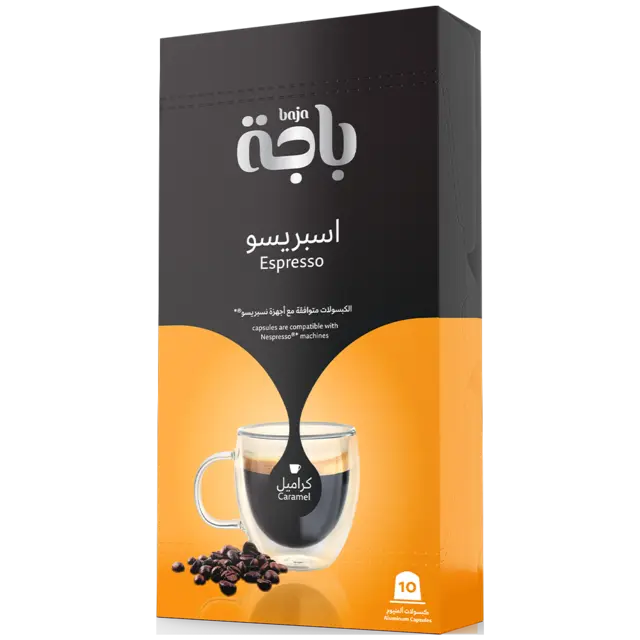 baja
باجة
اسبريسو
Espresso
الكبسولات متوافقة مع أجهزة نسبريسو®*
capsules are compatible with
Nespresso®* machines
كراميل
Caramel
10
كبسولات ألمنيوم
Aluminum Capsules